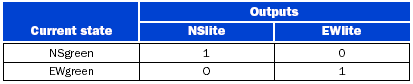 Current state Outputs
NSlite EWlite
NSgreen 1 0
EWgreen 0 1